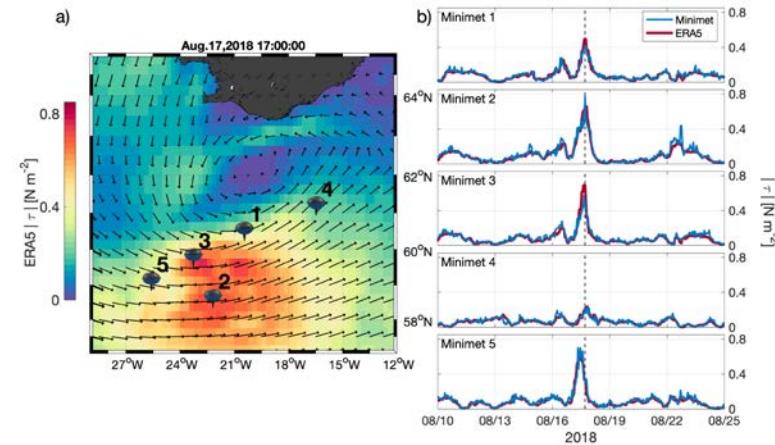 a)
Aug.17,2018 17:00:00
ERA5 | τ | [N m⁻²]
0.8
0.4
0
64°N
62°N
60°N
58°N
27°W 24°W 21°W 18°W 15°W 12°W
4
1
3
5
2
b)
Minimet 1
Minimet
ERA5
0.8
0.4
0
Minimet 2
0.8
0.4
0
Minimet 3
0.8
0.4
0
| τ | [N m⁻²]
Minimet 4
0.8
0.4
0
Minimet 5
0.8
0.4
0
08/10 08/13 08/16 08/19 08/22 08/25
2018